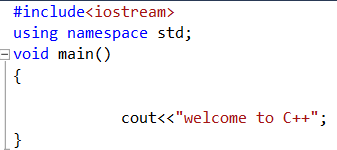 #include<iostream>
using namespace std;
void main()
{
cout<<"welcome to C++";
}